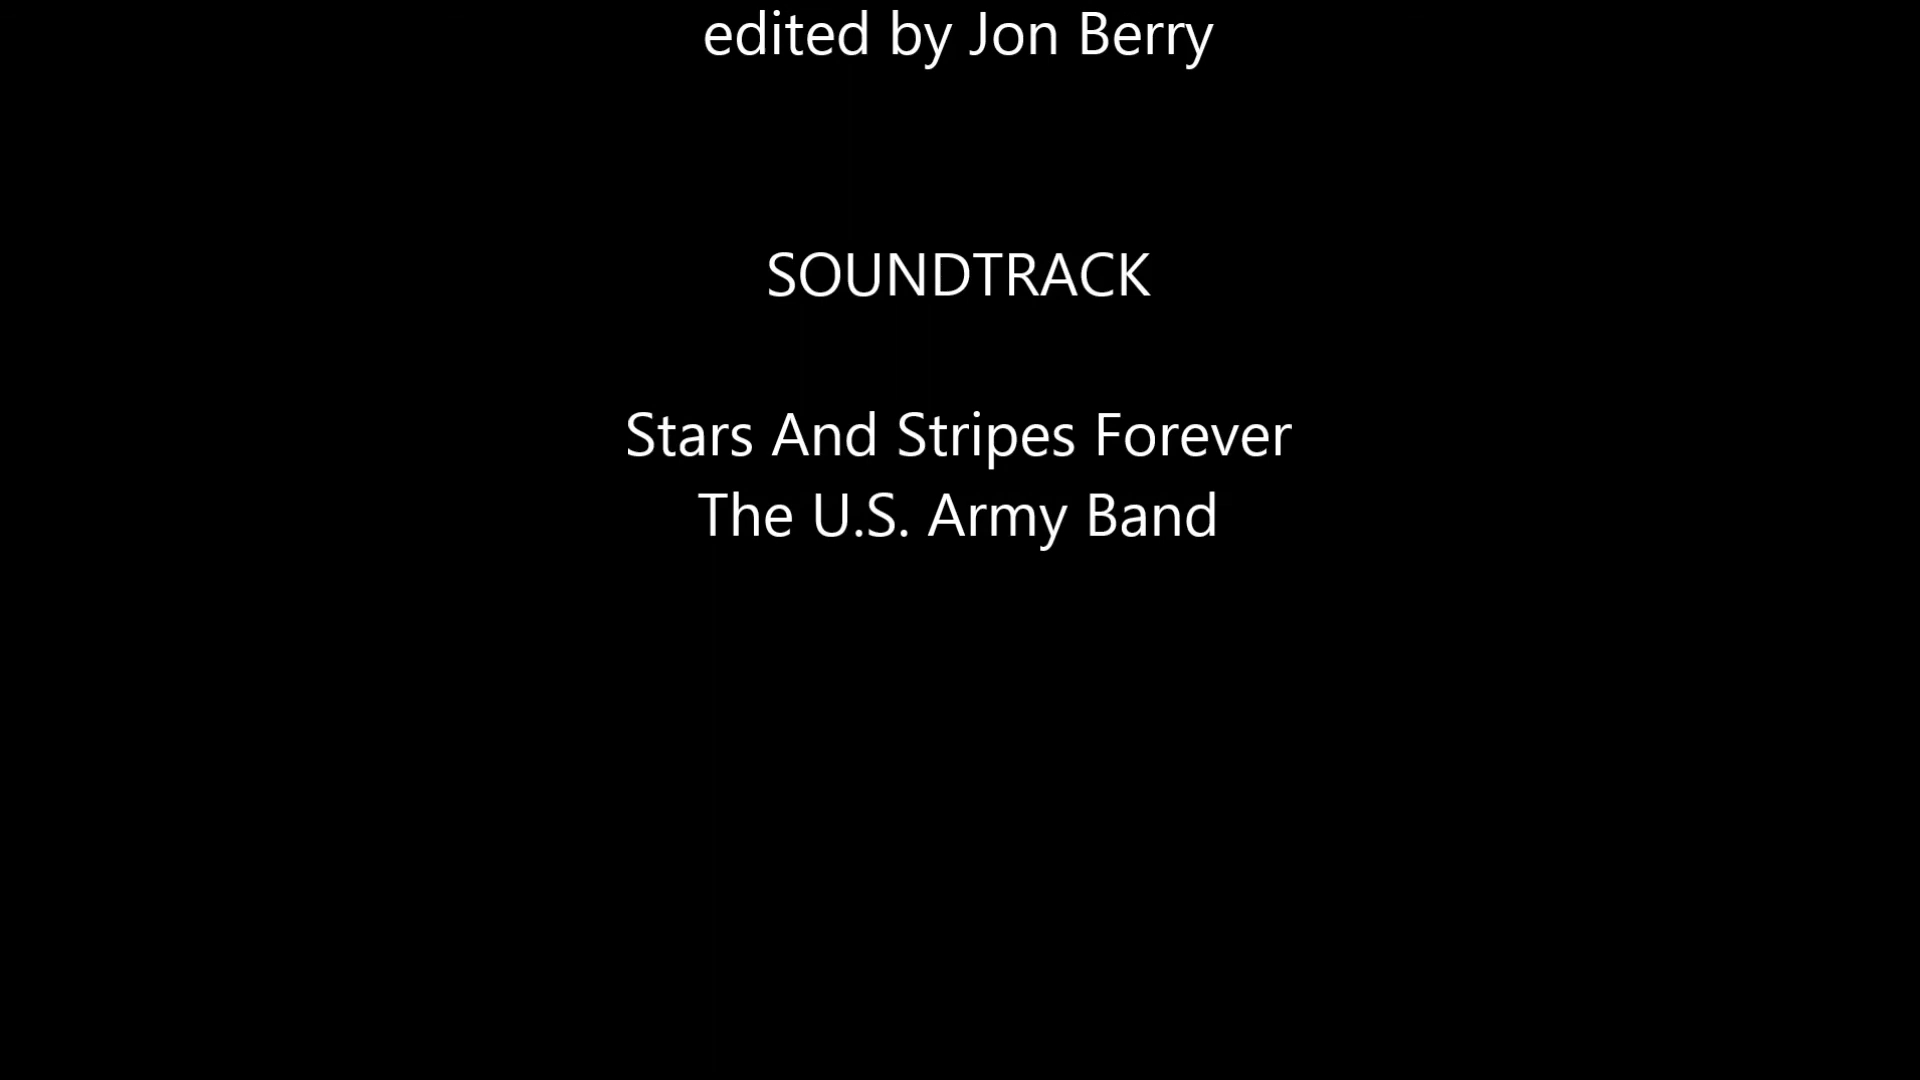 edited by Jon Berry
SOUNDTRACK
Stars And Stripes Forever
The U.S. Army Band